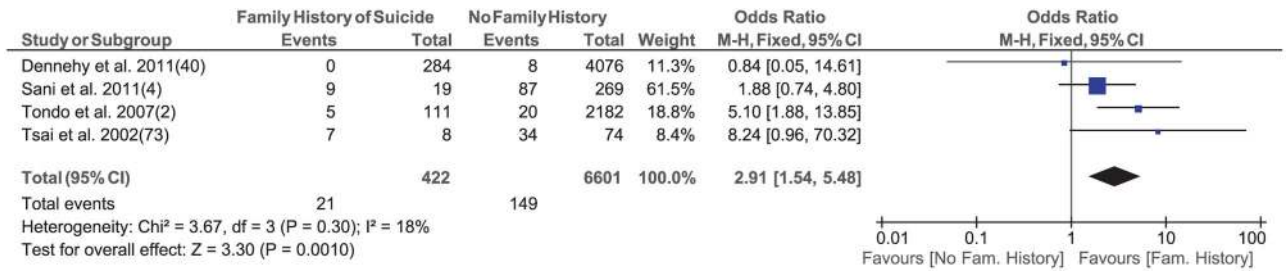 Family History of Suicide No Family History Odds Ratio Odds Ratio
Study or Subgroup Events Total Events Total Weight M-H, Fixed, 95% CI M-H, Fixed, 95% CI
Dennehy et al. 2011(40) 0 284 8 4076 11.3% 0.84 [0.05, 14.61]
Sani et al. 2011(4) 9 19 87 269 61.5% 1.88 [0.74, 4.80]
Tondo et al. 2007(2) 5 111 20 2182 18.8% 5.10 [1.88, 13.85]
Tsai et al. 2002(73) 7 8 34 74 8.4% 8.24 [0.96, 70.32]
Total (95% CI) 422 6601 100.0% 2.91 [1.54, 5.48]
Total events 21 149
Heterogeneity: Chi² = 3.67, df = 3 (P = 0.30); I² = 18%
Test for overall effect: Z = 3.30 (P = 0.0010)
0.01 0.1 1 10 100
Favours [No Fam. History] Favours [Fam. History]